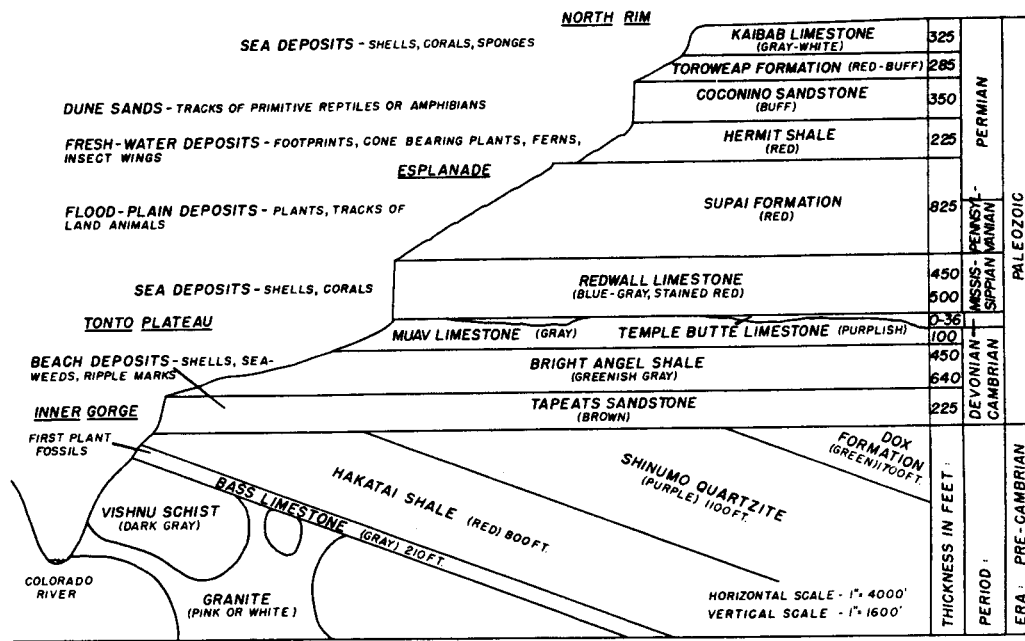 NORTH RIM
SEA DEPOSITS - SHELLS, CORALS, SPONGES
KAIBAB LIMESTONE
(GRAY-WHITE)
325
TOROWEAP FORMATION (RED-BUFF)
285
DUNE SANDS - TRACKS OF PRIMITIVE REPTILES OR AMPHIBIANS
COCONINO SANDSTONE
(BUFF)
350
FRESH-WATER DEPOSITS - FOOTPRINTS, CONE BEARING PLANTS, FERNS,
INSECT WINGS
HERMIT SHALE
(RED)
225
PERMIAN
ESPLANADE
FLOOD-PLAIN DEPOSITS - PLANTS, TRACKS OF
LAND ANIMALS
SUPAI FORMATION
(RED)
825
PENNSYL-
VANIAN
PALEOZOIC
SEA DEPOSITS - SHELLS, CORALS
REDWALL LIMESTONE
(BLUE-GRAY, STAINED RED)
450
500
MISSIS-
SIPPIAN
TONTO PLATEAU
MUAV LIMESTONE (GRAY)
TEMPLE BUTTE LIMESTONE (PURPLISH)
0-36
100
DEVONIAN
BEACH DEPOSITS - SHELLS, SEA-
WEEDS, RIPPLE MARKS
BRIGHT ANGEL SHALE
(GREENISH GRAY)
450
640
CAMBRIAN
INNER GORGE
TAPEATS SANDSTONE
(BROWN)
225
FIRST PLANT
FOSSILS
DOX
FORMATION
(GREEN) 1700 FT.
SHINUMO QUARTZITE
(PURPLE) 1100 FT.
HAKATAI SHALE (RED) 800 FT.
BASS LIMESTONE (GRAY) 210 FT.
VISHNU SCHIST
(DARK GRAY)
COLORADO
RIVER
GRANITE
(PINK OR WHITE)
HORIZONTAL SCALE - 1" = 4000'
VERTICAL SCALE - 1" = 1600'
THICKNESS IN FEET:
PERIOD:
ERA: PRE-CAMBRIAN